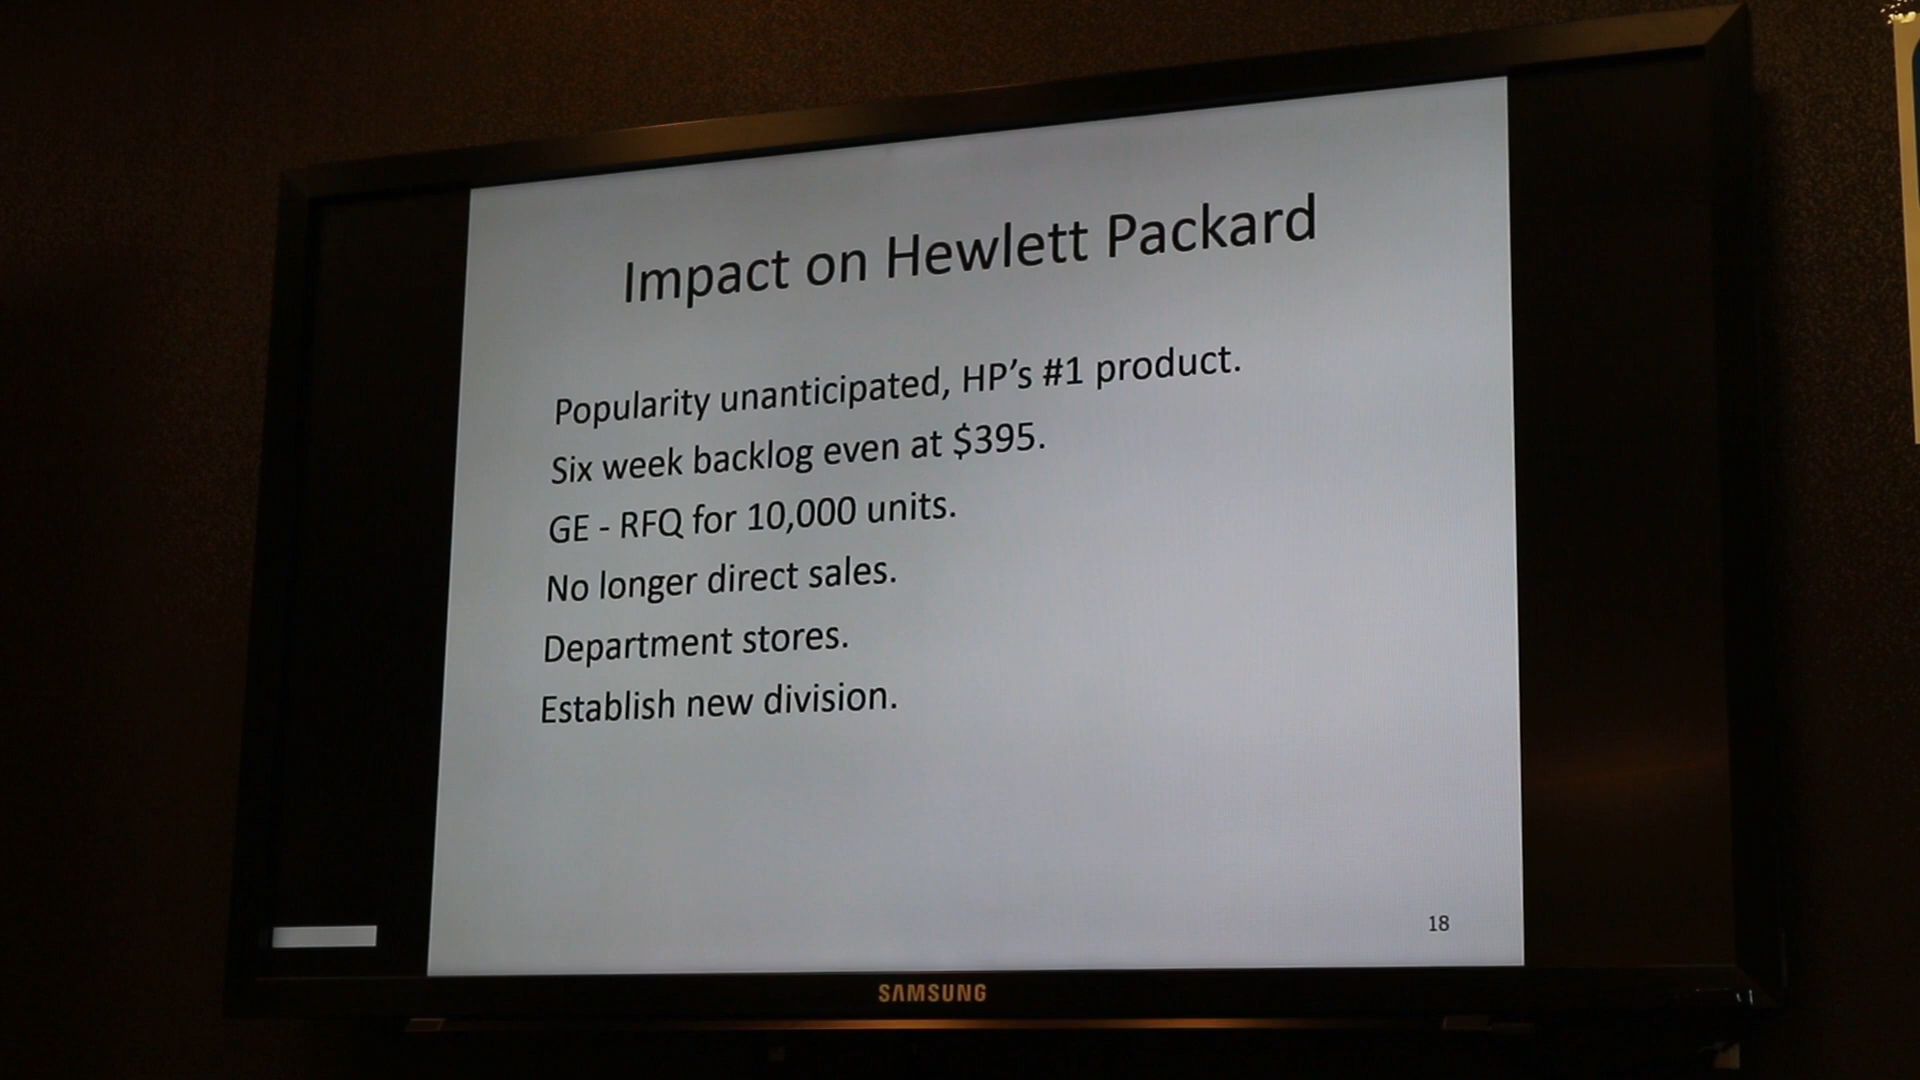 Impact on Hewlett Packard
Popularity unanticipated, HP's #1 product.
Six week backlog even at $395.
GE - RFQ for 10,000 units.
No longer direct sales.
Department stores.
Establish new division.
18
SAMSUNG